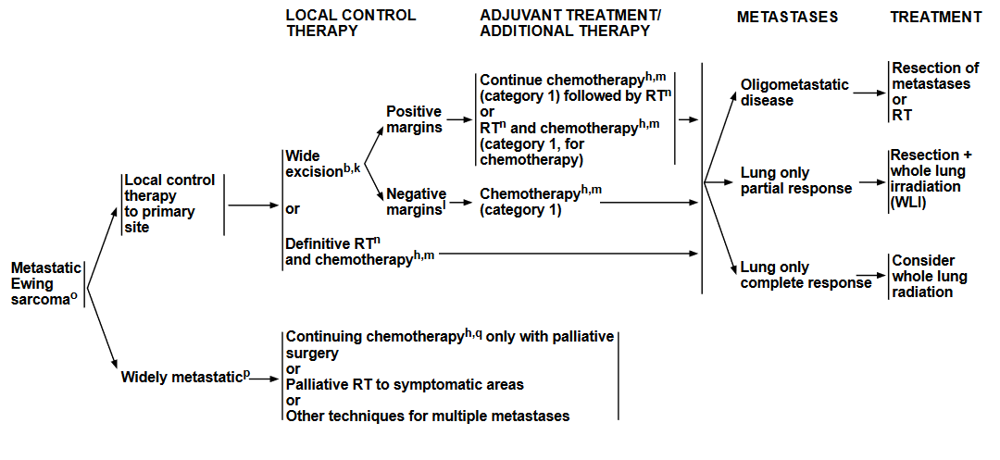 LOCAL CONTROL
THERAPY
ADJUVANT TREATMENT/
ADDITIONAL THERAPY
METASTASES
TREATMENT
Metastatic
Ewing
sarcomaᵒ
Local control
therapy
to primary
site
Wide
excisionᵇ,ᵏ
or
Definitive RTⁿ
and chemotherapyʰ,ᵐ
Positive
margins
Negative
marginsˡ
Continue chemotherapyʰ,ᵐ
(category 1) followed by RTⁿ
or
RTⁿ and chemotherapyʰ,ᵐ
(category 1, for
chemotherapy)
Chemotherapyʰ,ᵐ
(category 1)
Oligometastatic
disease
Resection of
metastases
or
RT
Lung only
partial response
Resection +
whole lung
irradiation
(WLI)
Lung only
complete response
Consider
whole lung
radiation
Widely metastaticᵖ
Continuing chemotherapyʰ,q only with palliative
surgery
or
Palliative RT to symptomatic areas
or
Other techniques for multiple metastases